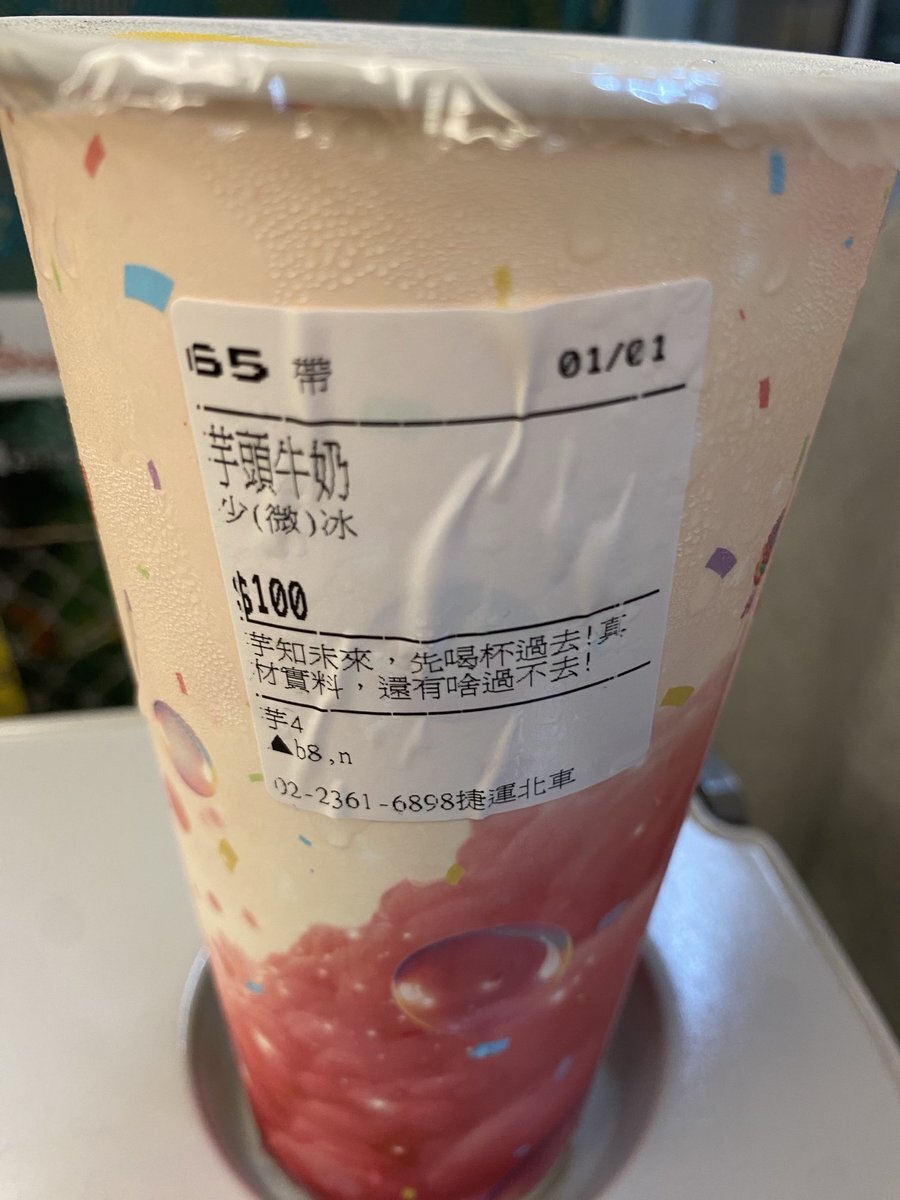 65 帶 01/01
芋頭牛奶
少(微)冰
$100
芋知未來，先喝杯過去!真
材實料，還有啥過不去!
芋4
▲b8,n
02-2361-6898捷運北車